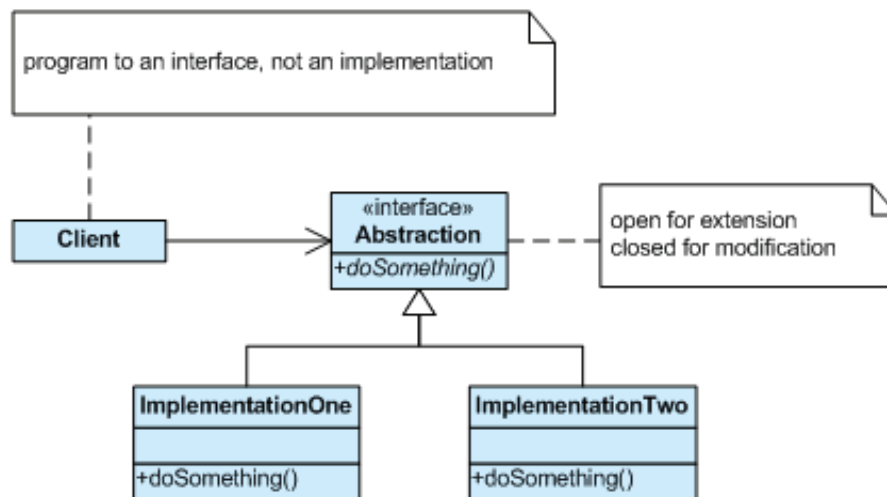 program to an interface, not an implementation
Client
«interface»
Abstraction
+doSomething()
open for extension
closed for modification
ImplementationOne
+doSomething()
ImplementationTwo
+doSomething()